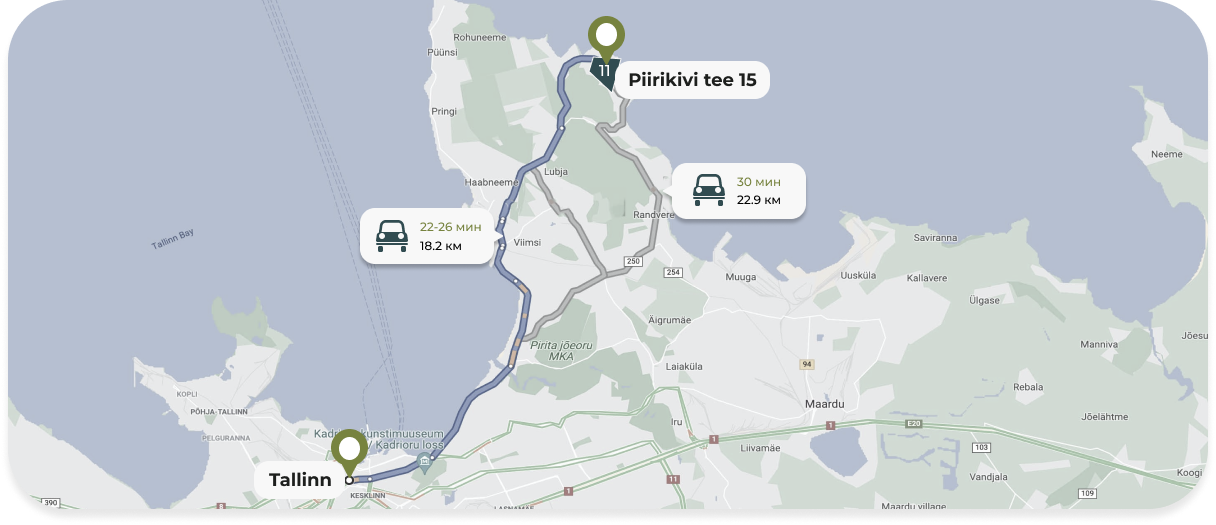 Rohuneeme
Püünsi
11
Piirikivi tee 15
Pringi
Neeme
Lubja
Haabneeme
30 мин
22.9 км
Randvere
22-26 мин
18.2 км
Tallinn Bay
Viimsi
Saviranna
250
254
Muuga
Uusküla
Kallavere
Ülgase
Äigrumäe
Jõesu
Pirita jõeoru
MKA
Manniva
Laiaküla
94
KOPLI
Rebala
PÕHJA-TALLINN
Maardu
Jõelähtme
Iru
E20
PELGURANNA
Kadri kunstimuuseum
/ Kadrioru loss
1
1
Liivamäe
103
Tallinn
Vandjala
Koogi
11
KESKLINN
1
109
390
8
LASNAMÄE
Maardu village